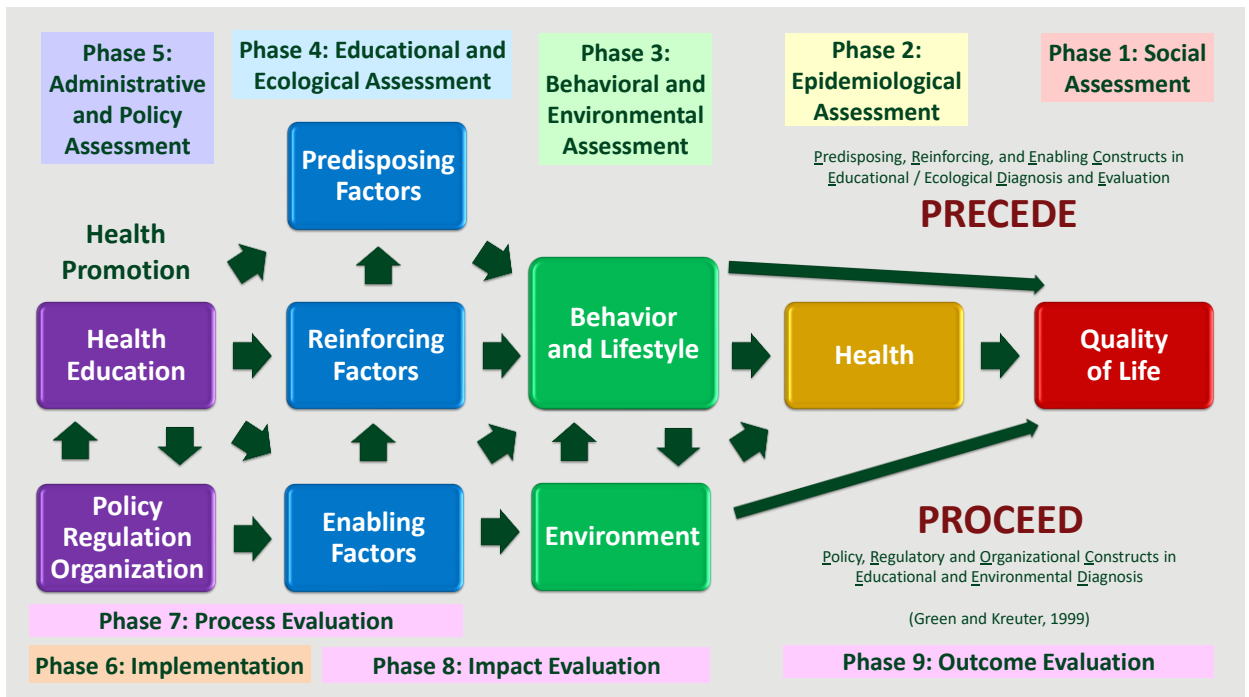 Phase 5:
Administrative
and Policy
Assessment
Phase 4: Educational and
Ecological Assessment
Phase 3:
Behavioral and
Environmental
Assessment
Phase 2:
Epidemiological
Assessment
Phase 1: Social
Assessment
Predisposing, Reinforcing, and Enabling Constructs in
Educational / Ecological Diagnosis and Evaluation
PRECEDE
Predisposing
Factors
Health
Promotion
Health
Education
Reinforcing
Factors
Behavior
and Lifestyle
Health
Quality
of Life
Policy
Regulation
Organization
Enabling
Factors
Environment
PROCEED
Policy, Regulatory and Organizational Constructs in
Educational and Environmental Diagnosis
(Green and Kreuter, 1999)
Phase 7: Process Evaluation
Phase 6: Implementation
Phase 8: Impact Evaluation
Phase 9: Outcome Evaluation